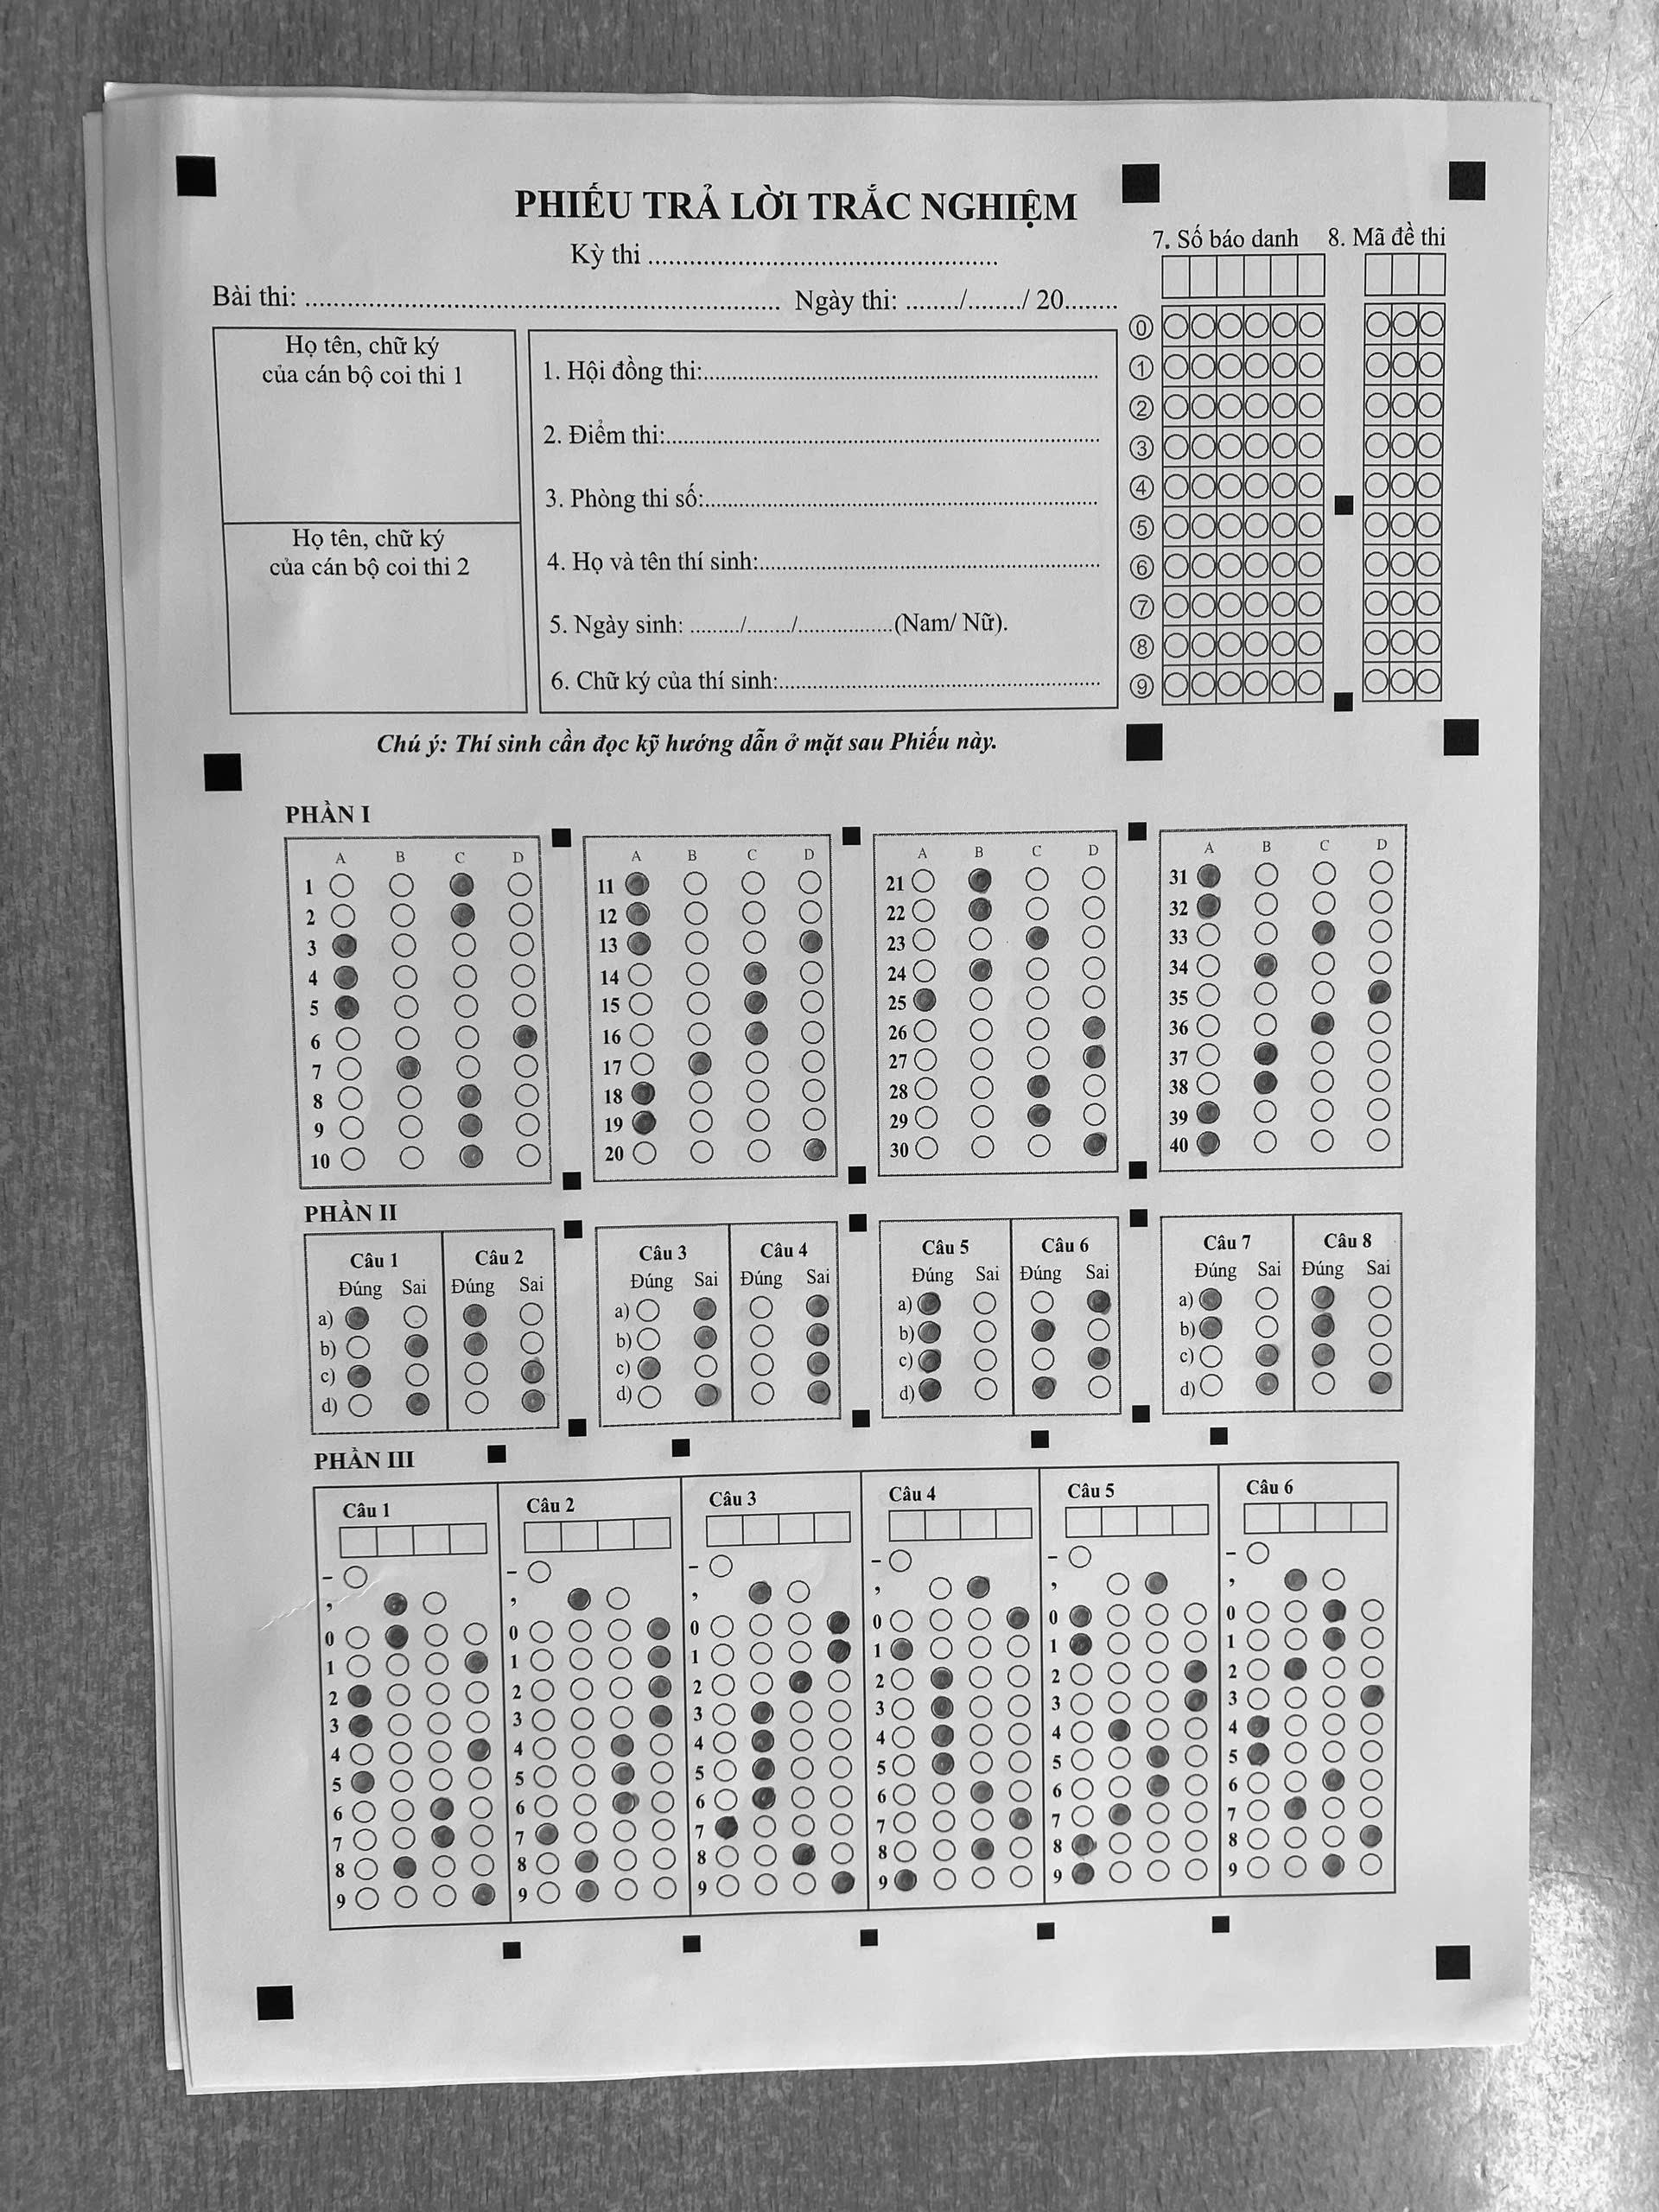 PHIẾU TRẢ LỜI TRẮC NGHIỆM
Kỳ thi ....................................................
Bài thi: ...................................................................... Ngày thi: ......../......../ 20........
7. Số báo danh 8. Mã đề thi
Họ tên, chữ ký
của cán bộ coi thi 1
Họ tên, chữ ký
của cán bộ coi thi 2
1. Hội đồng thi:..........................................................
2. Điểm thi:................................................................
3. Phòng thi số:..........................................................
4. Họ và tên thí sinh:..................................................
5. Ngày sinh: ........./......../................(Nam/ Nữ).
6. Chữ ký của thí sinh:...............................................
0
1
2
3
4
5
6
7
8
9
Chú ý: Thí sinh cần đọc kỹ hướng dẫn ở mặt sau Phiếu này.
PHẦN I
A B C D A B C D A B C D A B C D
1 11 21 31
2 12 22 32
3 13 23 33
4 14 24 34
5 15 25 35
6 16 26 36
7 17 27 37
8 18 28 38
9 19 29 39
10 20 30 40
PHẦN II
Câu 1 Câu 2 Câu 3 Câu 4 Câu 5 Câu 6 Câu 7 Câu 8
Đúng Sai Đúng Sai Đúng Sai Đúng Sai Đúng Sai Đúng Sai Đúng Sai Đúng Sai
a) a) a) a)
b) b) b) b)
c) c) c) c)
d) d) d) d)
PHẦN III
Câu 1 Câu 2 Câu 3 Câu 4 Câu 5 Câu 6
– – – – – –
, , , , , ,
0 0 0 0 0 0
1 1 1 1 1 1
2 2 2 2 2 2
3 3 3 3 3 3
4 4 4 4 4 4
5 5 5 5 5 5
6 6 6 6 6 6
7 7 7 7 7 7
8 8 8 8 8 8
9 9 9 9 9 9